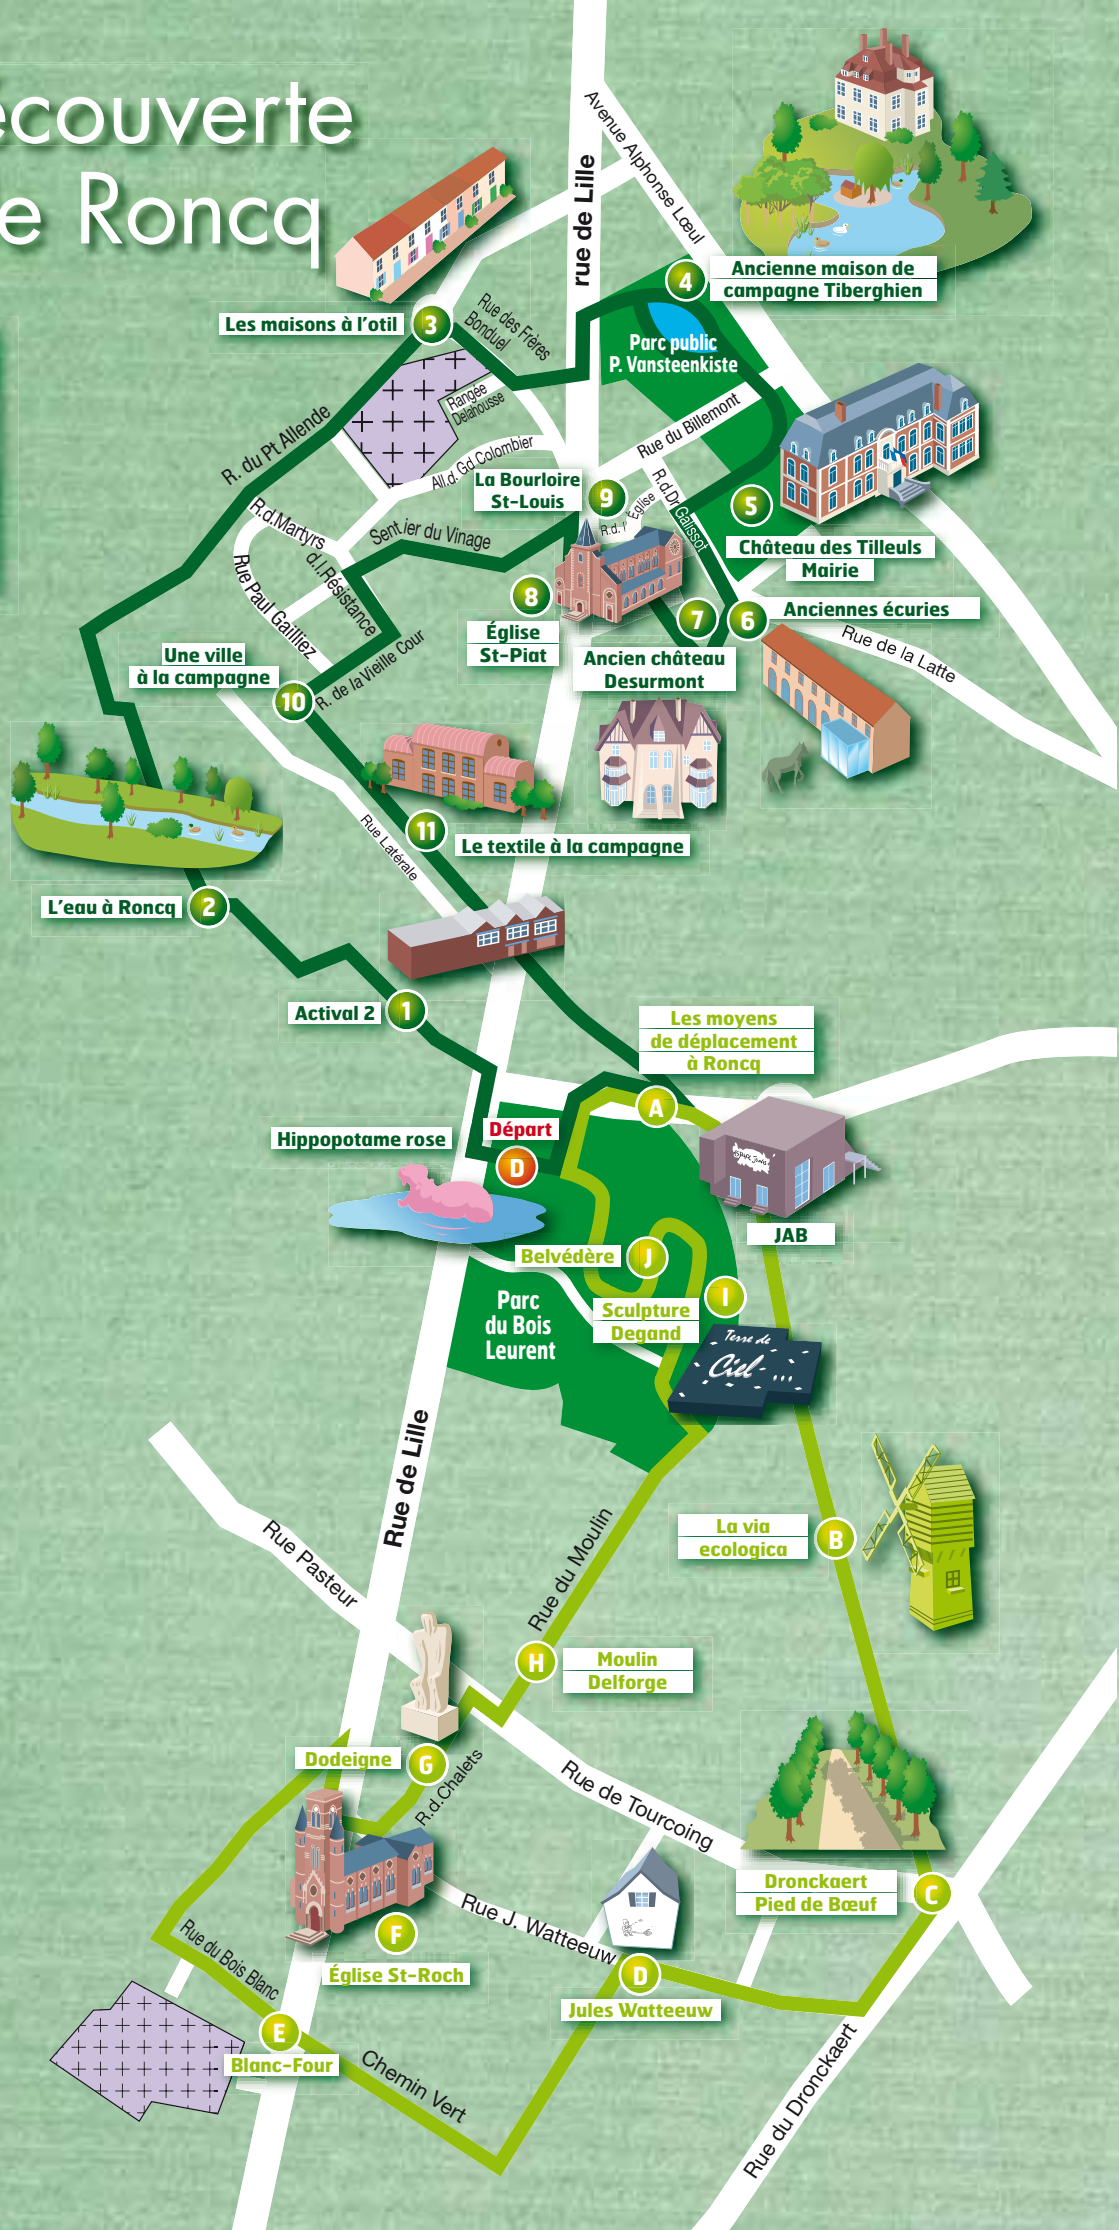 écouverte
e Roncq
Avenue Alphonse Lœul
rue de Lille
4
Ancienne maison de
campagne Tiberghien
Les maisons à l'otil
3
Rue des Frères
Bonduel
Parc public
P. Vansteenkiste
Rangée
Delahousse
Rue du Billemont
R. du Pt Allende
All.d. Gd Colombier
La Bourloire
St-Louis
9
R.d. l'Église
R.d.Dr Galissot
5
Château des Tilleuls
Mairie
R.d.Martyrs
d.l.Résistance
Sent.ier du Vinage
Rue Paul Gailliez
8
Église
St-Piat
7
6
Anciennes écuries
Rue de la Latte
Ancien château
Desurmont
Une ville
à la campagne
10
R. de la Vieille Cour
11
Le textile à la campagne
Rue Latérale
L'eau à Roncq
2
Actival 2
1
Les moyens
de déplacement
à Roncq
A
Départ
D
Hippopotame rose
JAB
Belvédère
J
I
Sculpture
Degand
Terre de
Ciel ...
Parc
du Bois
Leurent
Rue de Lille
Rue Pasteur
Rue du Moulin
La via
ecologica
B
H
Moulin
Delforge
Dodeigne
G
R.d.Chalets
Rue de Tourcoing
Dronckaert
Pied de Bœuf
C
Rue J. Watteeuw
F
Église St-Roch
D
Jules Watteeuw
Rue du Bois Blanc
E
Blanc-Four
Chemin Vert
Rue du Dronckaert